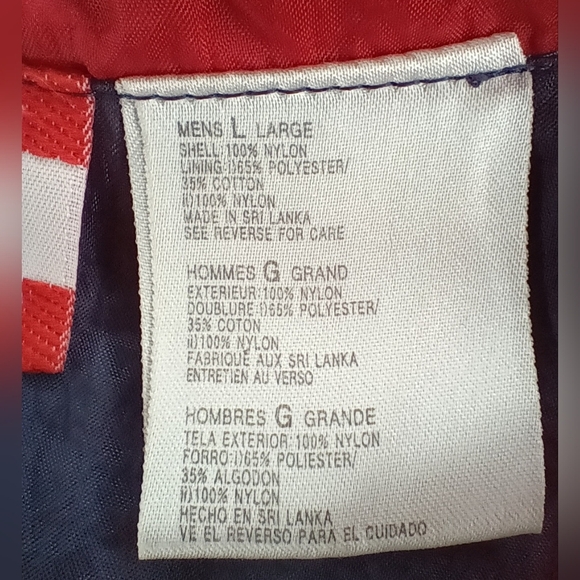 MENS L LARGE
SHELL:100% NYLON
LINING:i)65% POLYESTER/
35% COTTON
ii)100% NYLON
MADE IN SRI LANKA
SEE REVERSE FOR CARE
HOMMES G GRAND
EXTERIEUR:100% NYLON
DOUBLURE:i)65% POLYESTER/
35% COTON
ii)100% NYLON
FABRIQUÉ AUX SRI LANKA
ENTRETIEN AU VERSO
HOMBRES G GRANDE
TELA EXTERIOR:100% NYLON
FORRO:i)65% POLIESTER/
35% ALGODON
ii)100% NYLON
HECHO EN SRI LANKA
VE EL REVERSO PARA EL CUIDADO